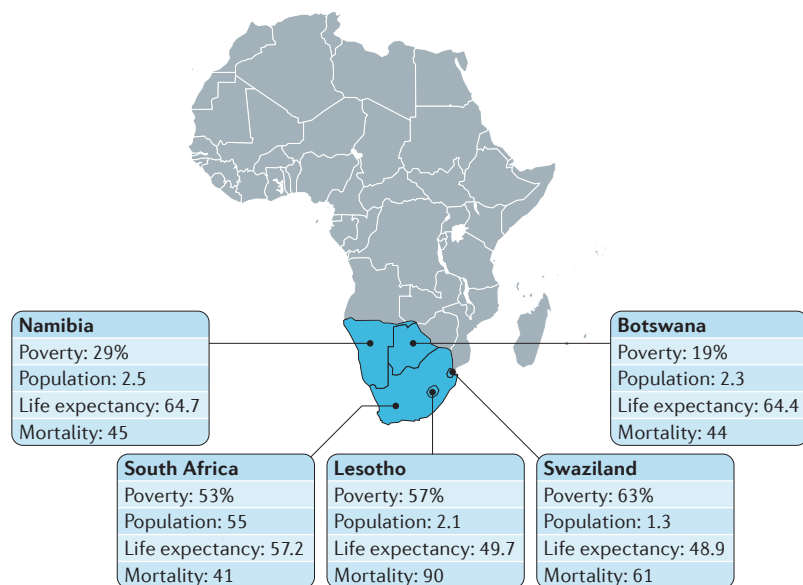 Namibia
Poverty: 29%
Population: 2.5
Life expectancy: 64.7
Mortality: 45
Botswana
Poverty: 19%
Population: 2.3
Life expectancy: 64.4
Mortality: 44
South Africa
Poverty: 53%
Population: 55
Life expectancy: 57.2
Mortality: 41
Lesotho
Poverty: 57%
Population: 2.1
Life expectancy: 49.7
Mortality: 90
Swaziland
Poverty: 63%
Population: 1.3
Life expectancy: 48.9
Mortality: 61